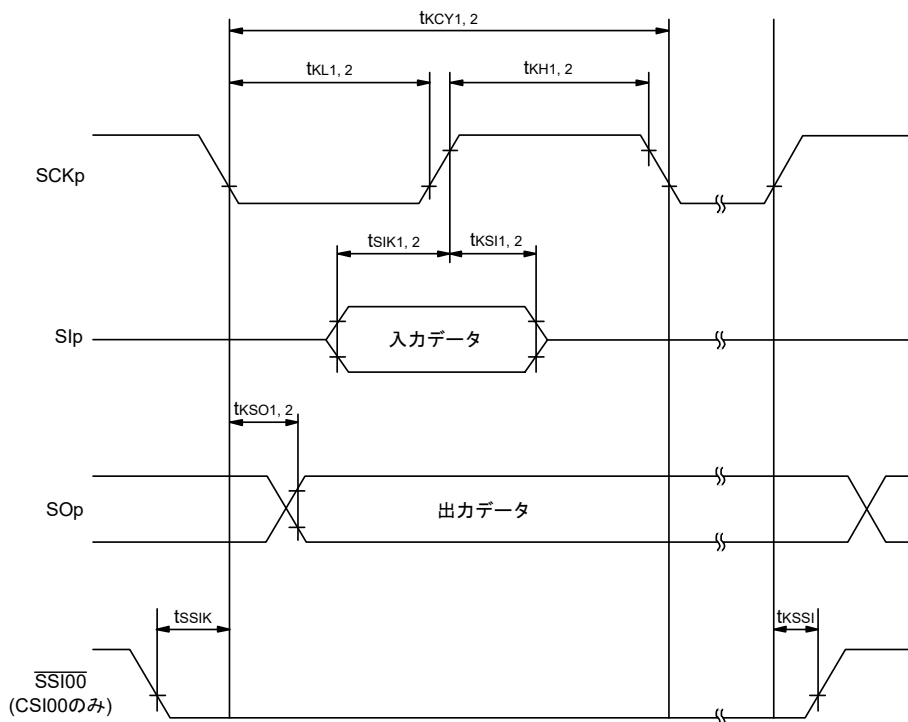 tKCY1, 2
tKL1, 2
tKH1, 2
SCKp
tSIK1, 2
tKSI1, 2
SIp
入力データ
tKSO1, 2
SOp
出力データ
tSSIK
tKSSI
SSI00
(CSI00のみ)